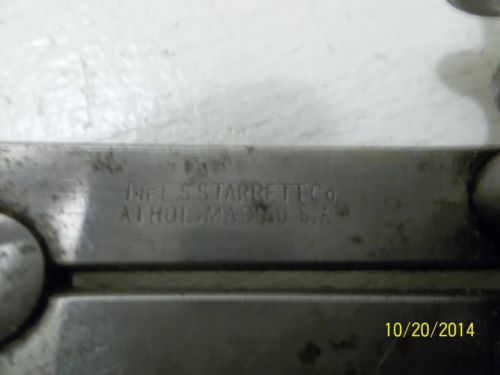 THE L.S.STARRETT CO.
ATHOL, MASS. U.S.A.
10/20/2014